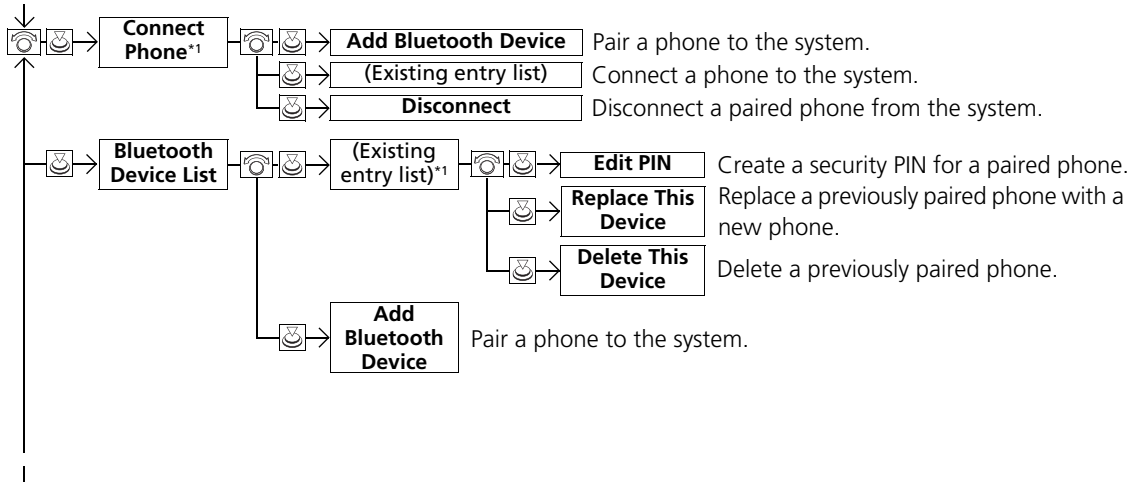 Connect
Phone*1
Add Bluetooth Device
Pair a phone to the system.
(Existing entry list)
Connect a phone to the system.
Disconnect
Disconnect a paired phone from the system.
Bluetooth
Device List
(Existing
entry list)*1
Edit PIN
Create a security PIN for a paired phone.
Replace This
Device
Replace a previously paired phone with a
new phone.
Delete This
Device
Delete a previously paired phone.
Add
Bluetooth
Device
Pair a phone to the system.